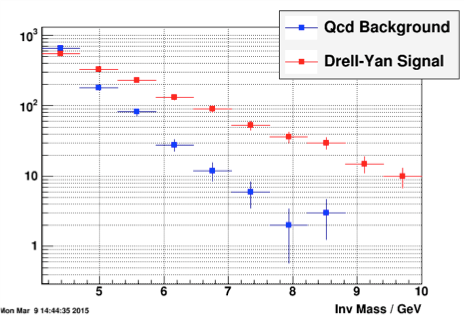 Qcd Background
Drell-Yan Signal
10³
10²
10
1
5 6 7 8 9 10
Mon Mar 9 14:44:35 2015
Inv Mass / GeV